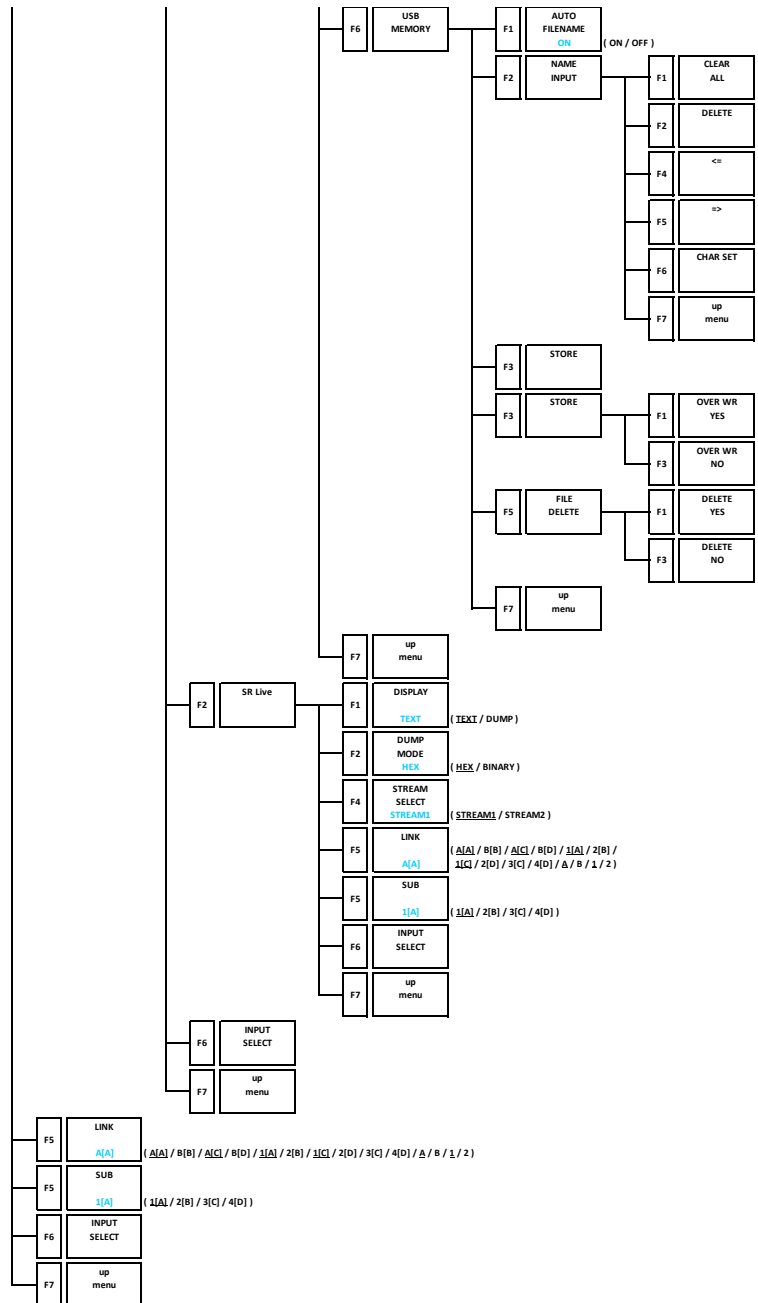 F6
USB
MEMORY
F1
AUTO
FILENAME
ON
( ON / OFF )
F2
NAME
INPUT
F1
CLEAR
ALL
F2
DELETE
F4
<=
F5
=>
F6
CHAR SET
F7
up
menu
F3
STORE
F3
STORE
F1
OVER WR
YES
F3
OVER WR
NO
F5
FILE
DELETE
F1
DELETE
YES
F3
DELETE
NO
F7
up
menu
F7
up
menu
F2
SR Live
F1
DISPLAY
TEXT
( TEXT / DUMP )
F2
DUMP
MODE
HEX
( HEX / BINARY )
F4
STREAM
SELECT
STREAM1
( STREAM1 / STREAM2 )
F5
LINK
A[A]
( A[A] / B[B] / A[C] / B[D] / 1[A] / 2[B] /
1[C] / 2[D] / 3[C] / 4[D] / A / B / 1 / 2 )
F5
SUB
1[A]
( 1[A] / 2[B] / 3[C] / 4[D] )
F6
INPUT
SELECT
F7
up
menu
F6
INPUT
SELECT
F7
up
menu
F5
LINK
A[A]
( A[A] / B[B] / A[C] / B[D] / 1[A] / 2[B] / 1[C] / 2[D] / 3[C] / 4[D] / A / B / 1 / 2 )
F5
SUB
1[A]
( 1[A] / 2[B] / 3[C] / 4[D] )
F6
INPUT
SELECT
F7
up
menu